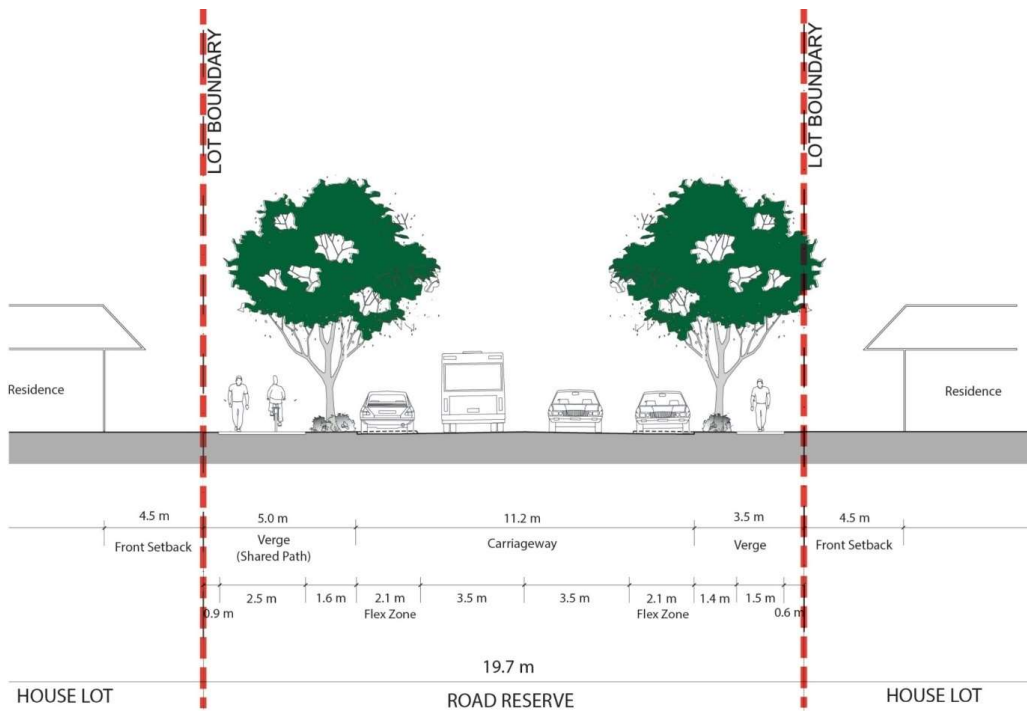 LOT BOUNDARY
LOT BOUNDARY
Residence
Residence
4.5 m
5.0 m
11.2 m
3.5 m
4.5 m
Front Setback
Verge
(Shared Path)
Carriageway
Verge
Front Setback
0.9 m
2.5 m
1.6 m
2.1 m
Flex Zone
3.5 m
3.5 m
2.1 m
Flex Zone
1.4 m
1.5 m
0.6 m
19.7 m
HOUSE LOT
ROAD RESERVE
HOUSE LOT